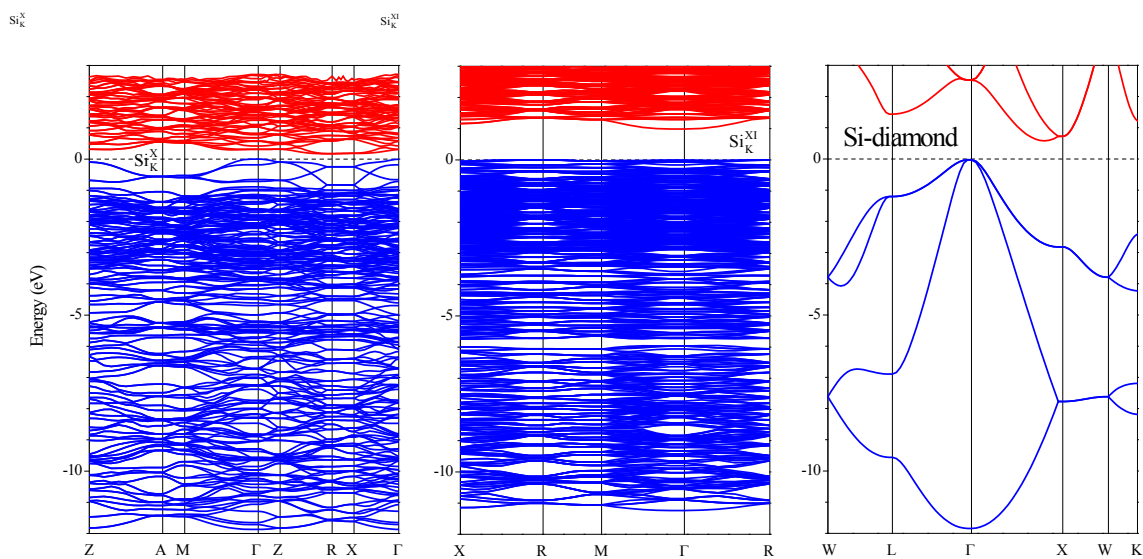 Si_K^X
Si_K^XI
Energy (eV)
0
-5
-10
Si_K^X
Z
A
M
Γ
Z
R
X
Γ
0
-5
-10
Si_K^XI
X
R
M
Γ
R
0
-5
-10
Si-diamond
W
L
Γ
X
W
K